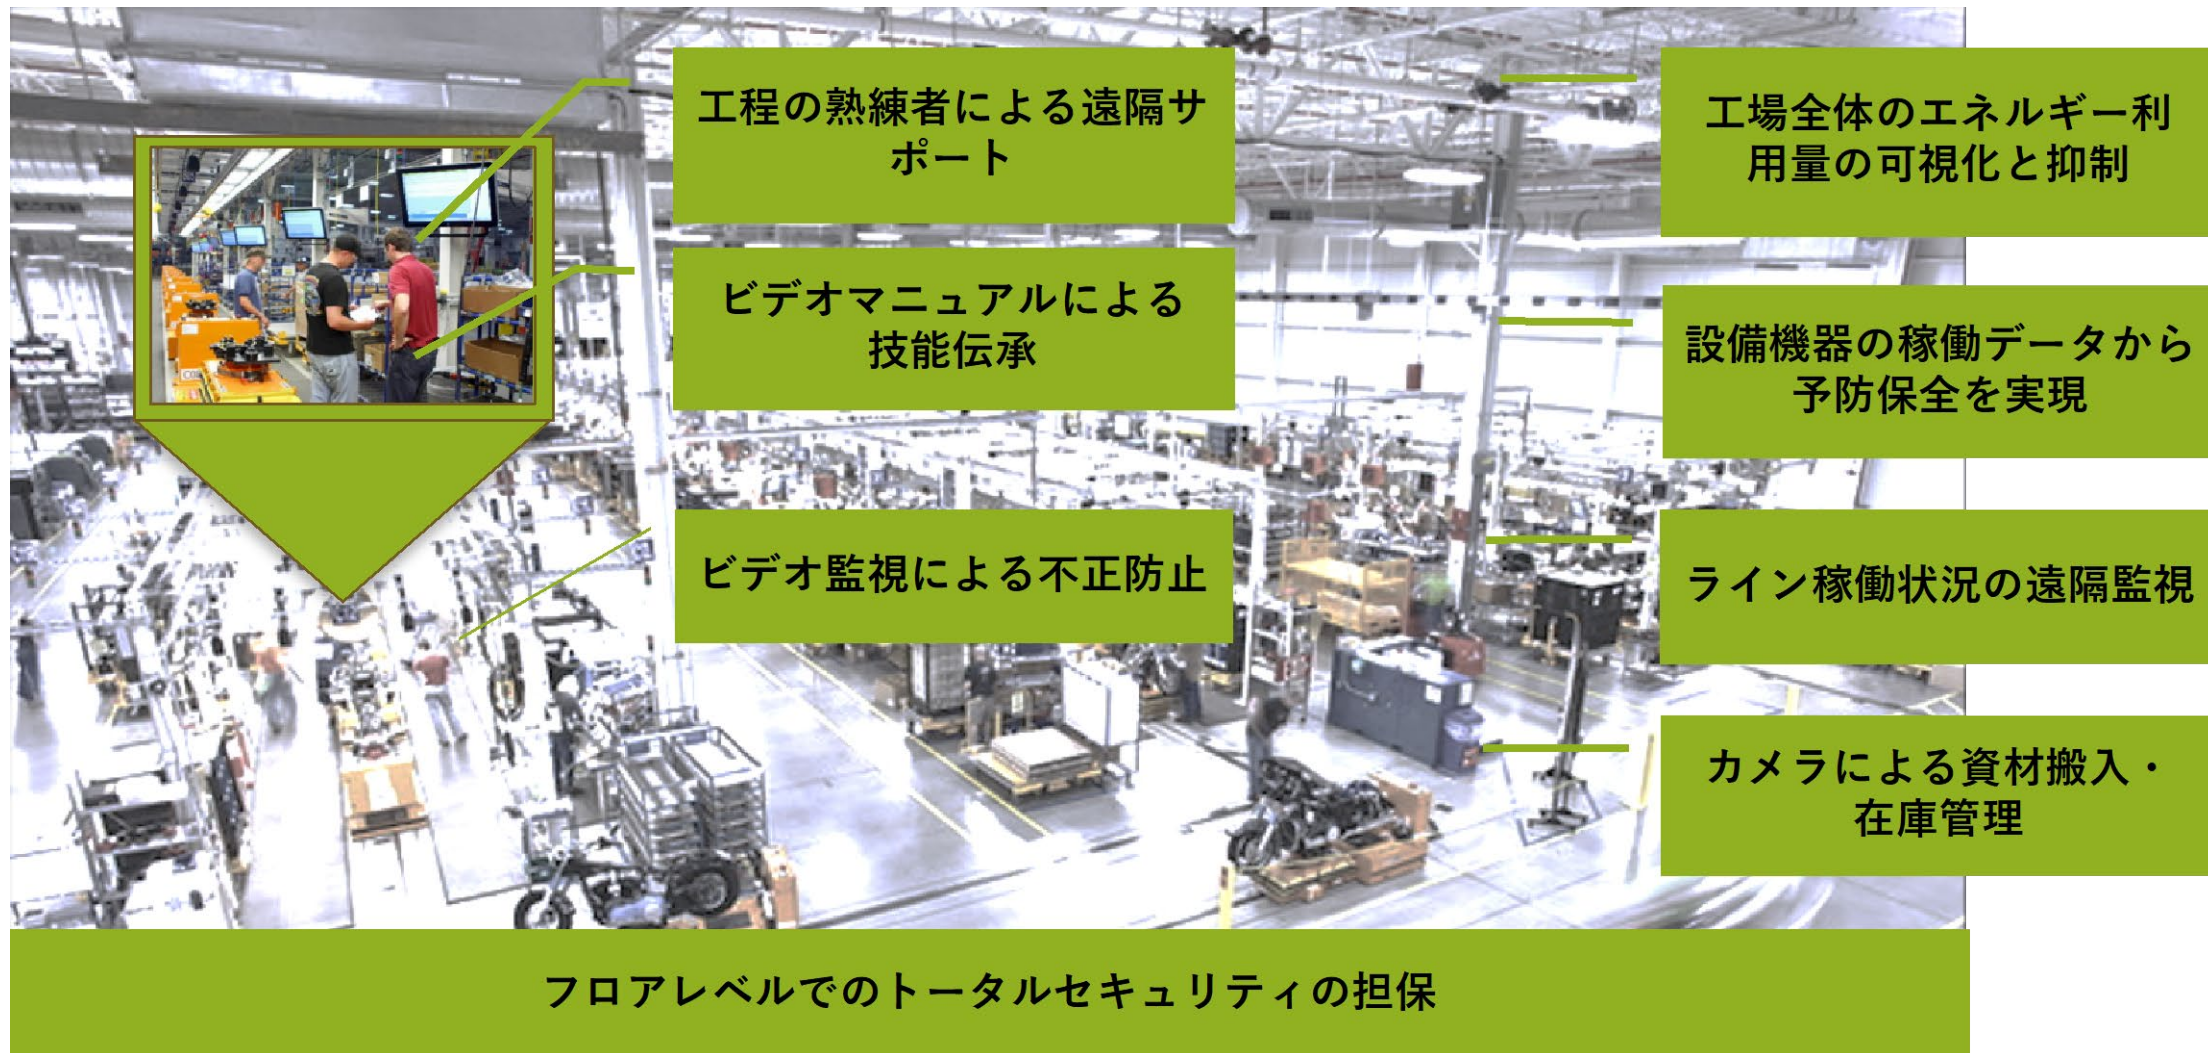 工程の熟練者による遠隔サ
ポート
ビデオマニュアルによる
技能伝承
ビデオ監視による不正防止
工場全体のエネルギー利
用量の可視化と抑制
設備機器の稼働データから
予防保全を実現
ライン稼働状況の遠隔監視
カメラによる資材搬入・
在庫管理
フロアレベルでのトータルセキュリティの担保